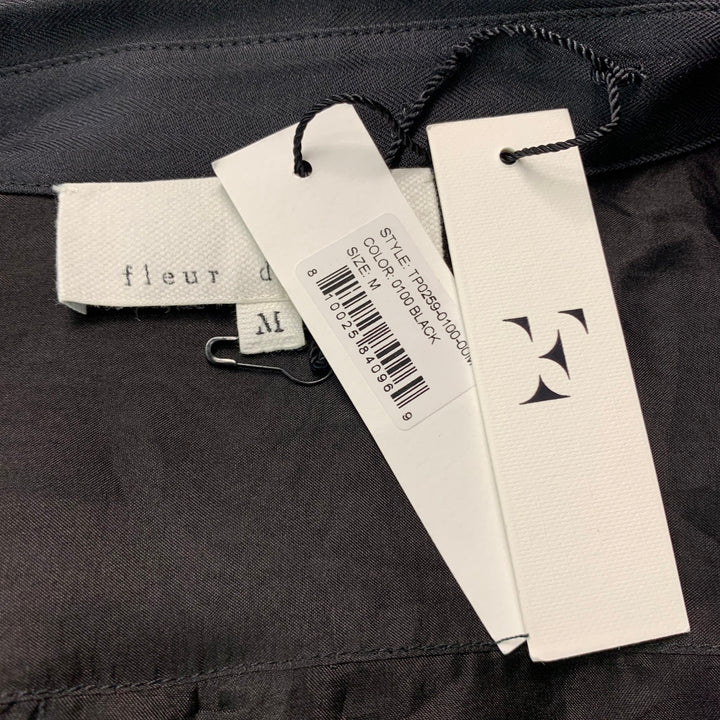 fleur d
M
STYLE: TP0259-0100-00M
COLOR: 0100 BLACK
SIZE: M
8 10025 84096 9
F